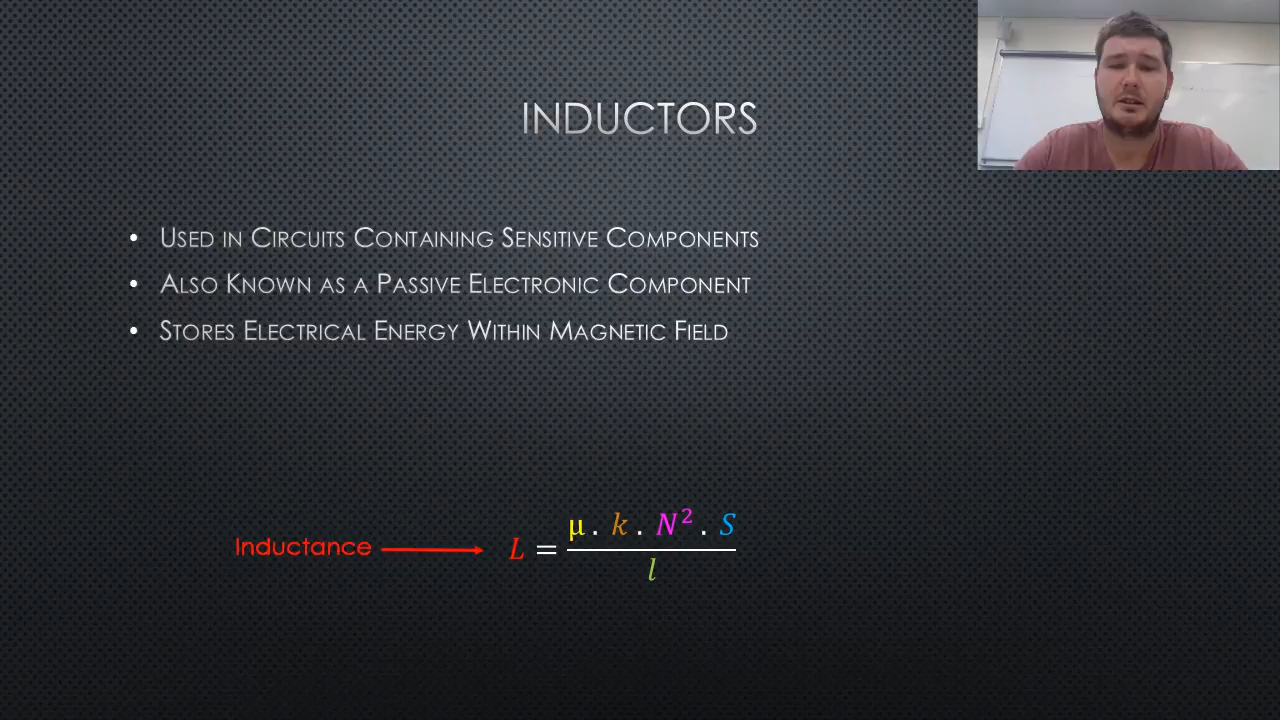 INDUCTORS
• USED IN CIRCUITS CONTAINING SENSITIVE COMPONENTS
• ALSO KNOWN AS A PASSIVE ELECTRONIC COMPONENT
• STORES ELECTRICAL ENERGY WITHIN MAGNETIC FIELD
Inductance L = μ . k . N² . S / l